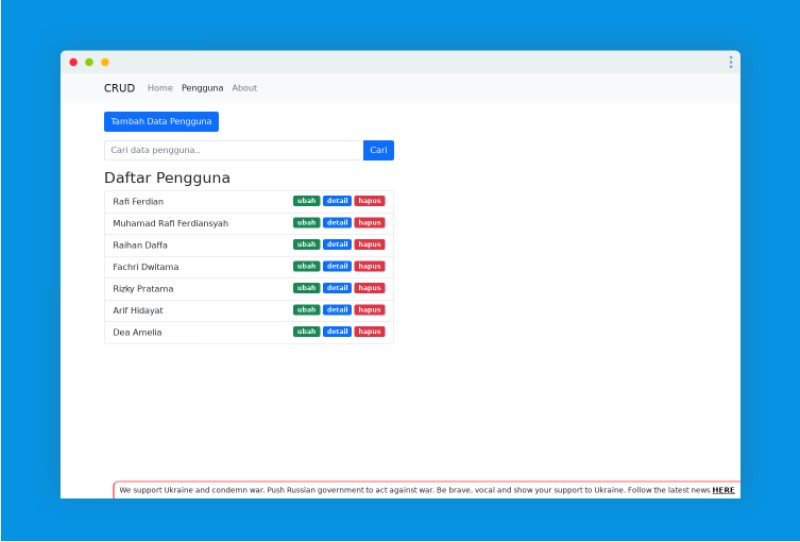 CRUD Home Pengguna About
Tambah Data Pengguna
Cari data pengguna.. Cari
Daftar Pengguna
Rafi Ferdian ubah detail hapus
Muhamad Rafi Ferdiansyah ubah detail hapus
Raihan Daffa ubah detail hapus
Fachri Dwitama ubah detail hapus
Rizky Pratama ubah detail hapus
Arif Hidayat ubah detail hapus
Dea Amelia ubah detail hapus
We support Ukraine and condemn war. Push Russian government to act against war. Be brave, vocal and show your support to Ukraine. Follow the latest news HERE